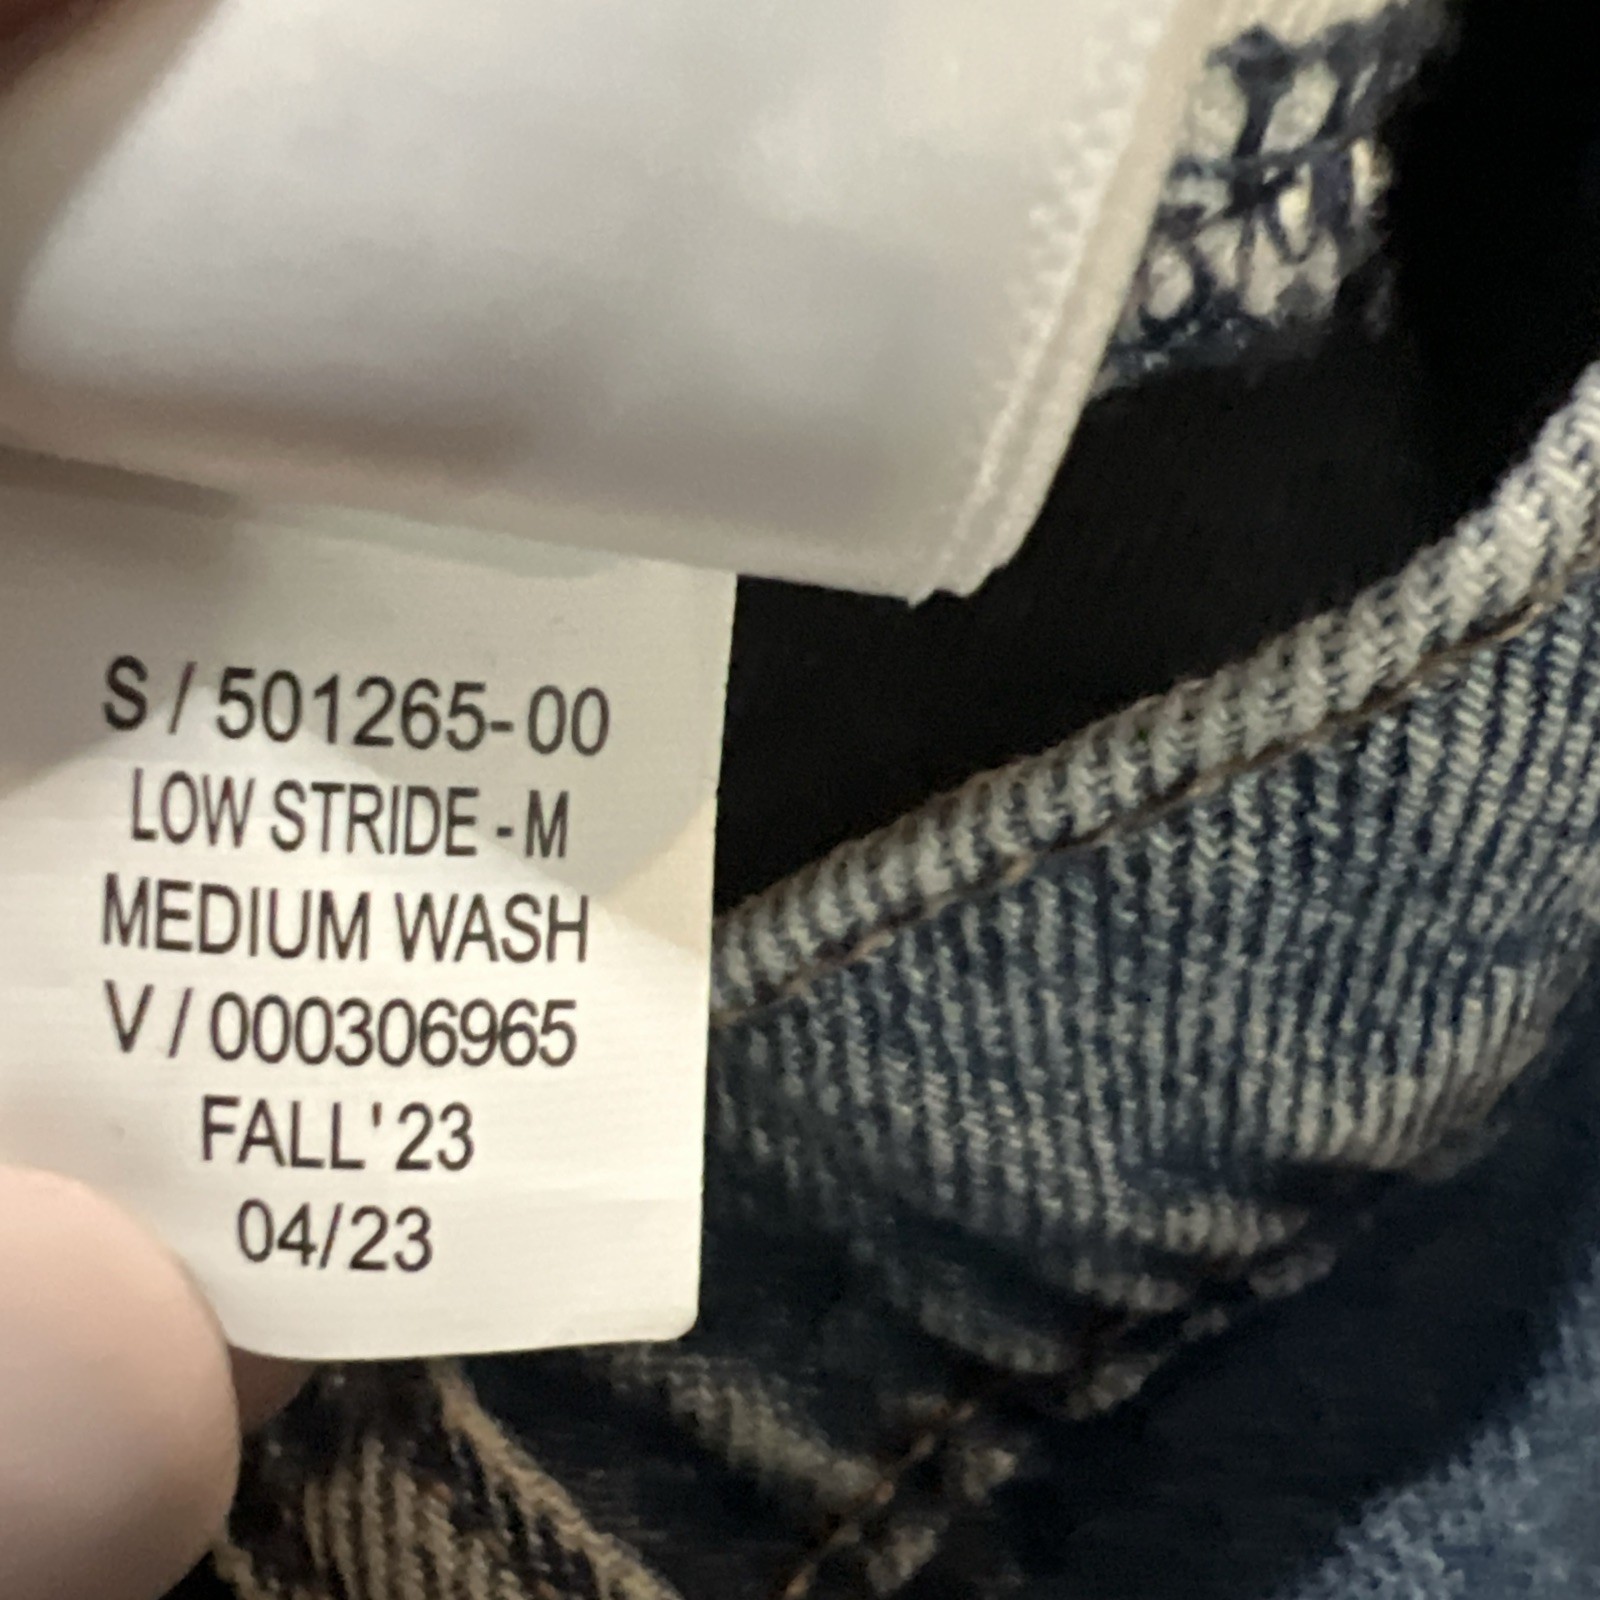 S / 501265-00
LOW STRIDE - M
MEDIUM WASH
V / 000306965
FALL '23
04/23